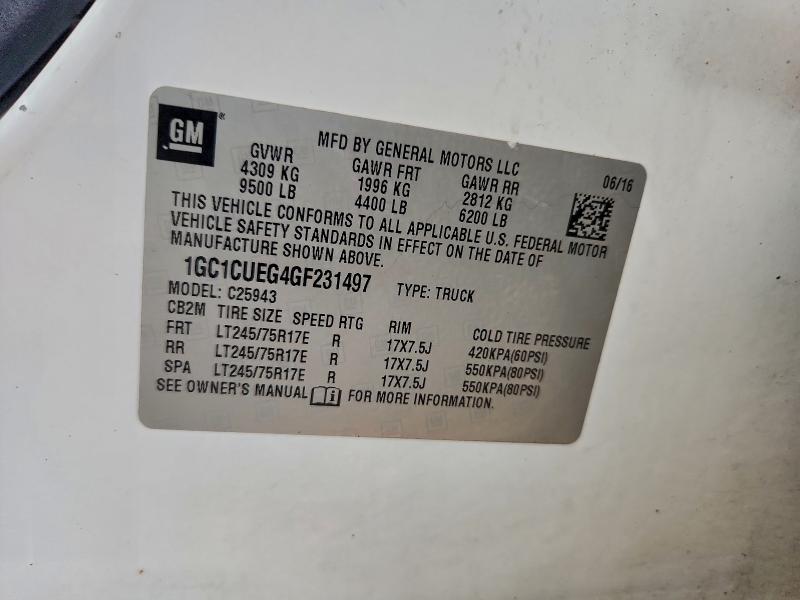 GM
MFD BY GENERAL MOTORS LLC
GVWR GAWR FRT GAWR RR 06/16
4309 KG 1996 KG 2812 KG
9500 LB 4400 LB 6200 LB
THIS VEHICLE CONFORMS TO ALL APPLICABLE U.S. FEDERAL MOTOR
VEHICLE SAFETY STANDARDS IN EFFECT ON THE DATE OF
MANUFACTURE SHOWN ABOVE.
1GC1CUEG4GF231497 TYPE: TRUCK
MODEL: C25943
CB2M TIRE SIZE SPEED RTG RIM COLD TIRE PRESSURE
FRT LT245/75R17E R 17X7.5J 420KPA(60PSI)
RR LT245/75R17E R 17X7.5J 550KPA(80PSI)
SPA LT245/75R17E R 17X7.5J 550KPA(80PSI)
SEE OWNER'S MANUAL FOR MORE INFORMATION.